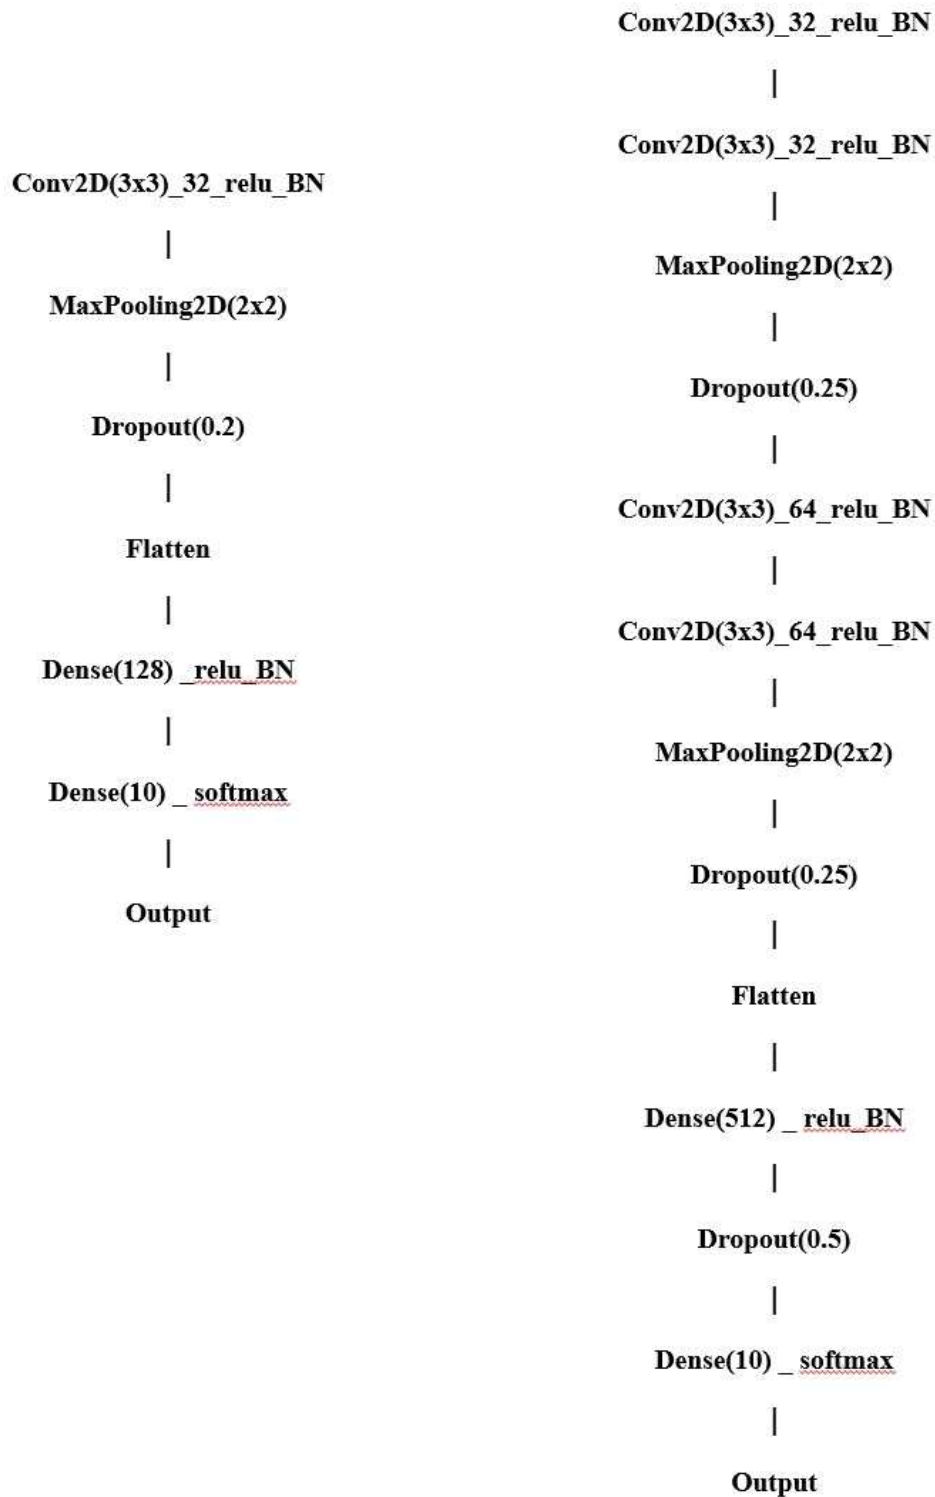 Conv2D(3x3)_32_relu_BN
|
MaxPooling2D(2x2)
|
Dropout(0.2)
|
Flatten
|
Dense(128) _relu_BN
|
Dense(10) _ softmax
|
Output
Conv2D(3x3)_32_relu_BN
|
Conv2D(3x3)_32_relu_BN
|
MaxPooling2D(2x2)
|
Dropout(0.25)
|
Conv2D(3x3)_64_relu_BN
|
Conv2D(3x3)_64_relu_BN
|
MaxPooling2D(2x2)
|
Dropout(0.25)
|
Flatten
|
Dense(512) _ relu_BN
|
Dropout(0.5)
|
Dense(10) _ softmax
|
Output